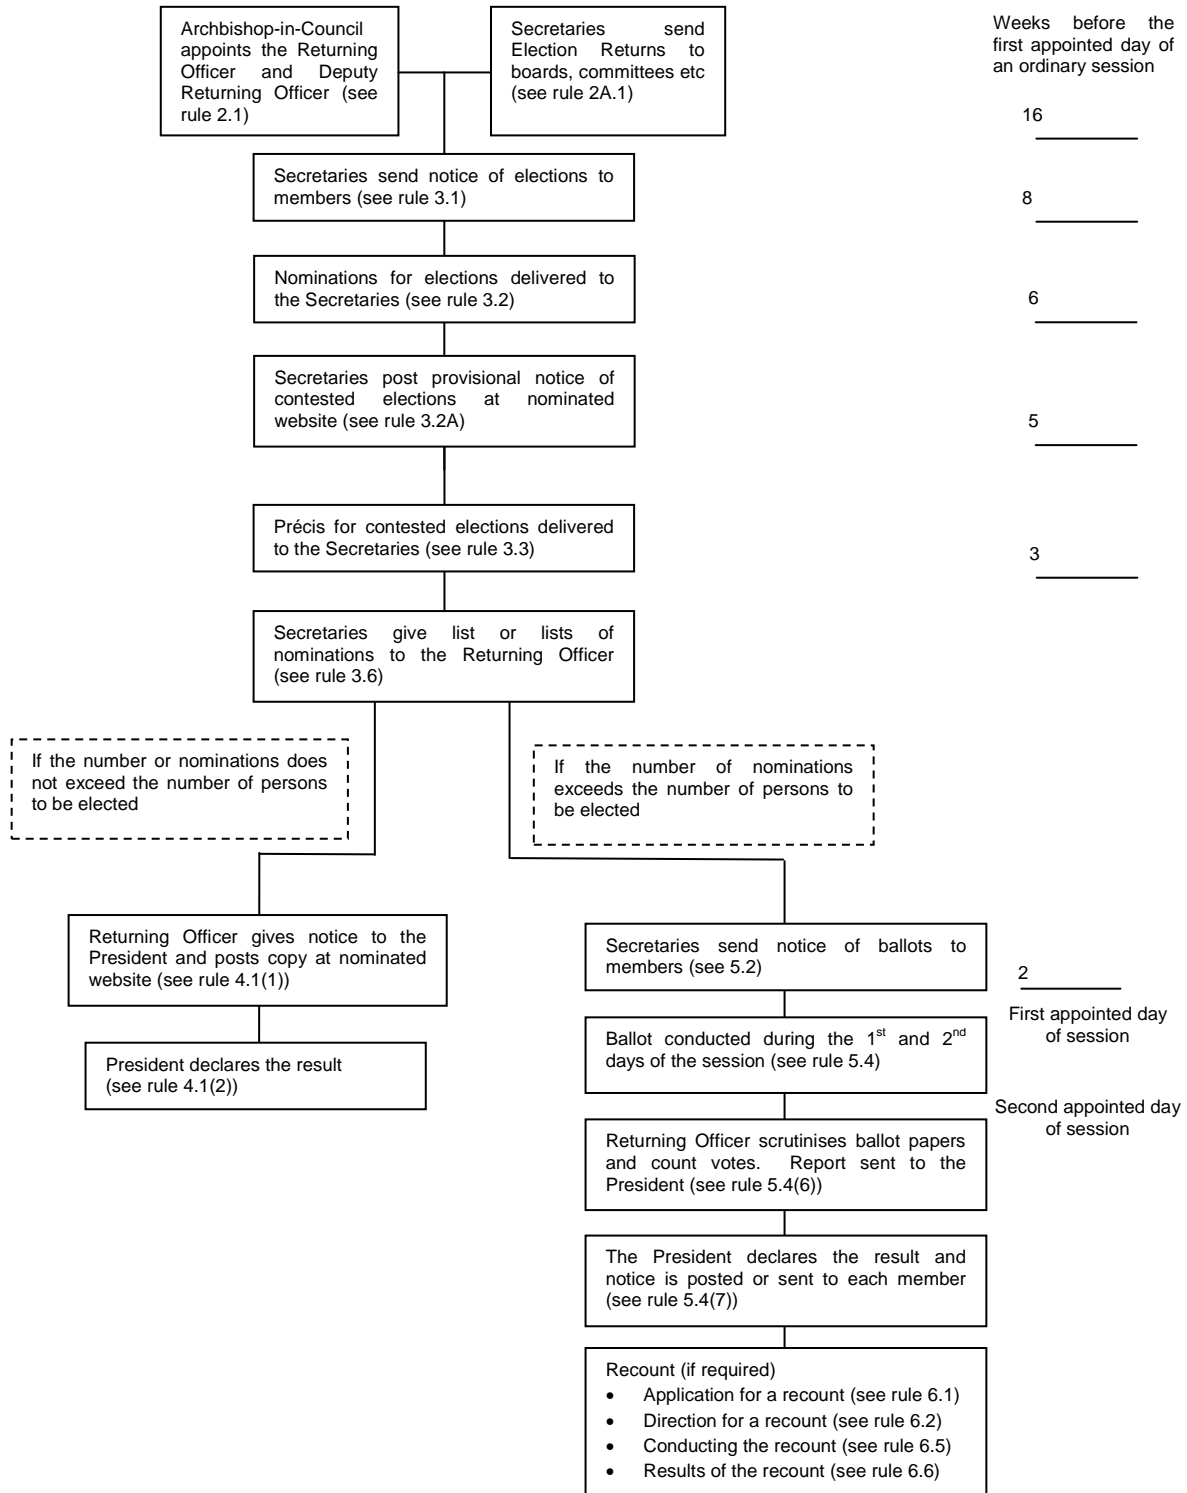 Archbishop-in-Council
appoints the Returning
Officer and Deputy
Returning Officer (see
rule 2.1)
Secretaries send
Election Returns to
boards, committees etc
(see rule 2A.1)
Weeks before the
first appointed day of
an ordinary session
16
Secretaries send notice of elections to
members (see rule 3.1)
8
Nominations for elections delivered to
the Secretaries (see rule 3.2)
6
Secretaries post provisional notice of
contested elections at nominated
website (see rule 3.2A)
5
Précis for contested elections delivered
to the Secretaries (see rule 3.3)
3
Secretaries give list or lists of
nominations to the Returning Officer
(see rule 3.6)
If the number or nominations does
not exceed the number of persons
to be elected
If the number of nominations
exceeds the number of persons to
be elected
Returning Officer gives notice to the
President and posts copy at nominated
website (see rule 4.1(1))
President declares the result
(see rule 4.1(2))
Secretaries send notice of ballots to
members (see 5.2)
2
First appointed day
of session
Ballot conducted during the 1st and 2nd
days of the session (see rule 5.4)
Second appointed day
of session
Returning Officer scrutinises ballot papers
and count votes. Report sent to the
President (see rule 5.4(6))
The President declares the result and
notice is posted or sent to each member
(see rule 5.4(7))
Recount (if required)
• Application for a recount (see rule 6.1)
• Direction for a recount (see rule 6.2)
• Conducting the recount (see rule 6.5)
• Results of the recount (see rule 6.6)